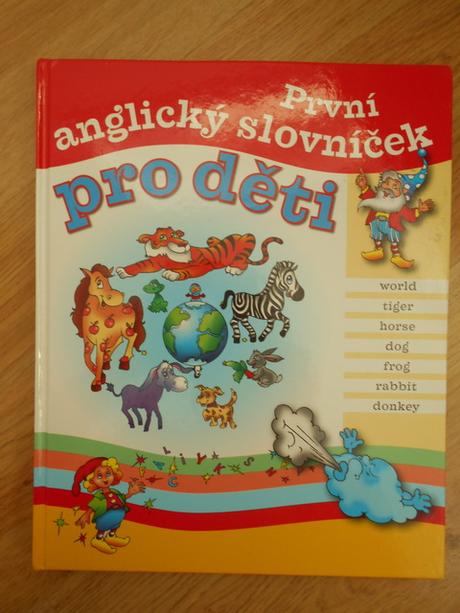 První
anglický slovníček
pro děti
world
tiger
horse
dog
frog
rabbit
donkey